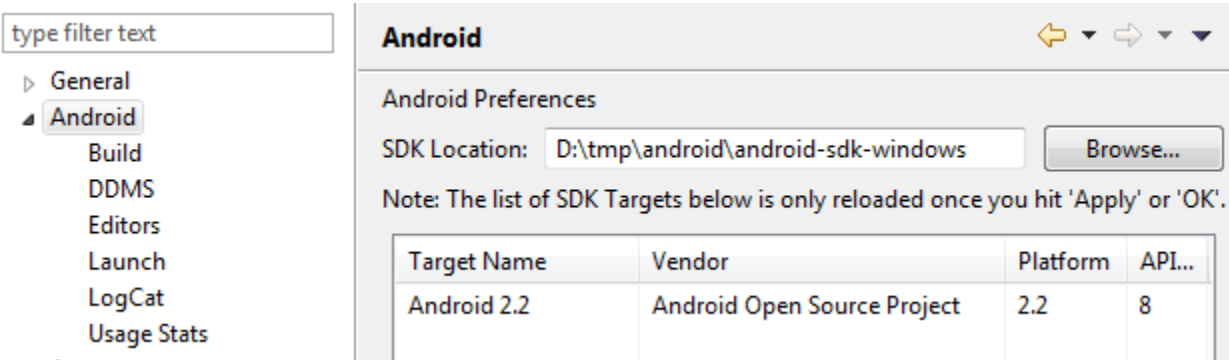 type filter text
General
Android
Build
DDMS
Editors
Launch
LogCat
Usage Stats
Android
Android Preferences
SDK Location: D:\tmp\android\android-sdk-windows Browse...
Note: The list of SDK Targets below is only reloaded once you hit 'Apply' or 'OK'.
Target Name Vendor Platform API...
Android 2.2 Android Open Source Project 2.2 8